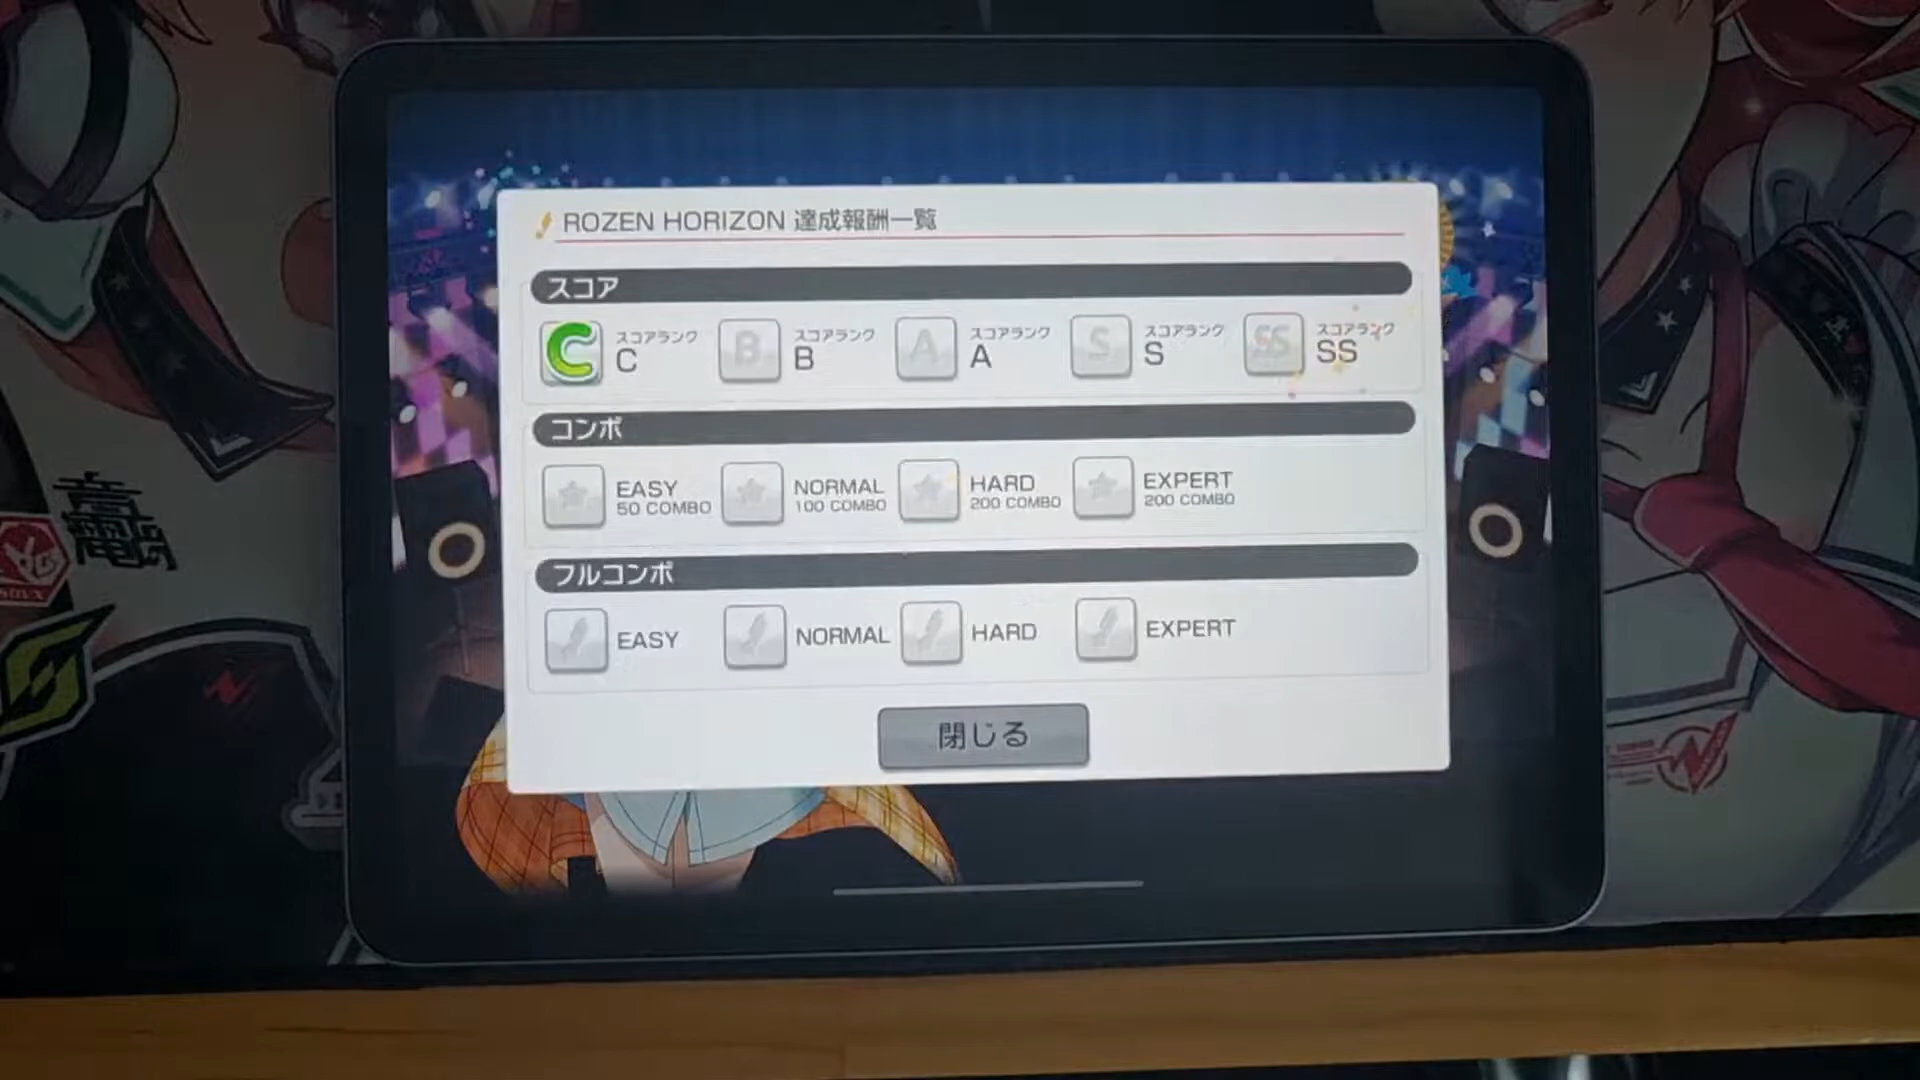 ROZEN HORIZON 達成報酬一覧
スコア
C スコアランク C
B スコアランク B
A スコアランク A
S スコアランク S
SS スコアランク SS
コンボ
EASY 50 COMBO
NORMAL 100 COMBO
HARD 200 COMBO
EXPERT 200 COMBO
フルコンボ
EASY
NORMAL
HARD
EXPERT
閉じる